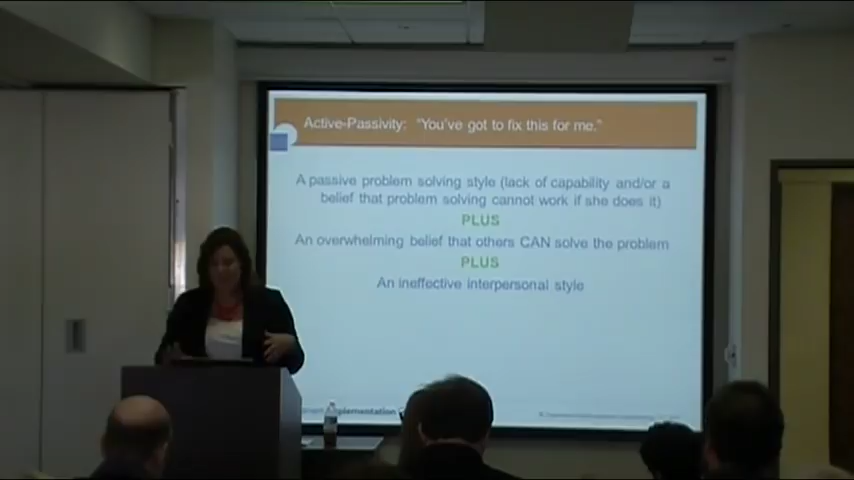 Active-Passivity: "You've got to fix this for me."
A passive problem solving style (lack of capability and/or a
belief that problem solving cannot work if she does it)
PLUS
An overwhelming belief that others CAN solve the problem
PLUS
An ineffective interpersonal style
Implementation